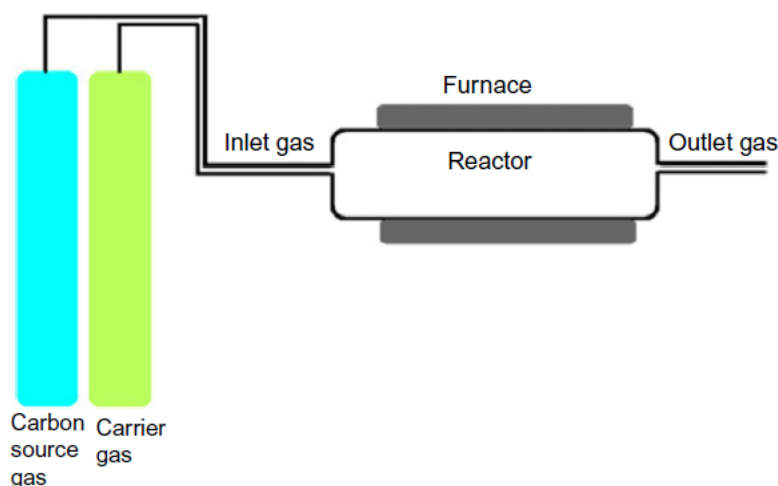 Furnace
Inlet gas
Reactor
Outlet gas
Carbon
source
gas
Carrier
gas